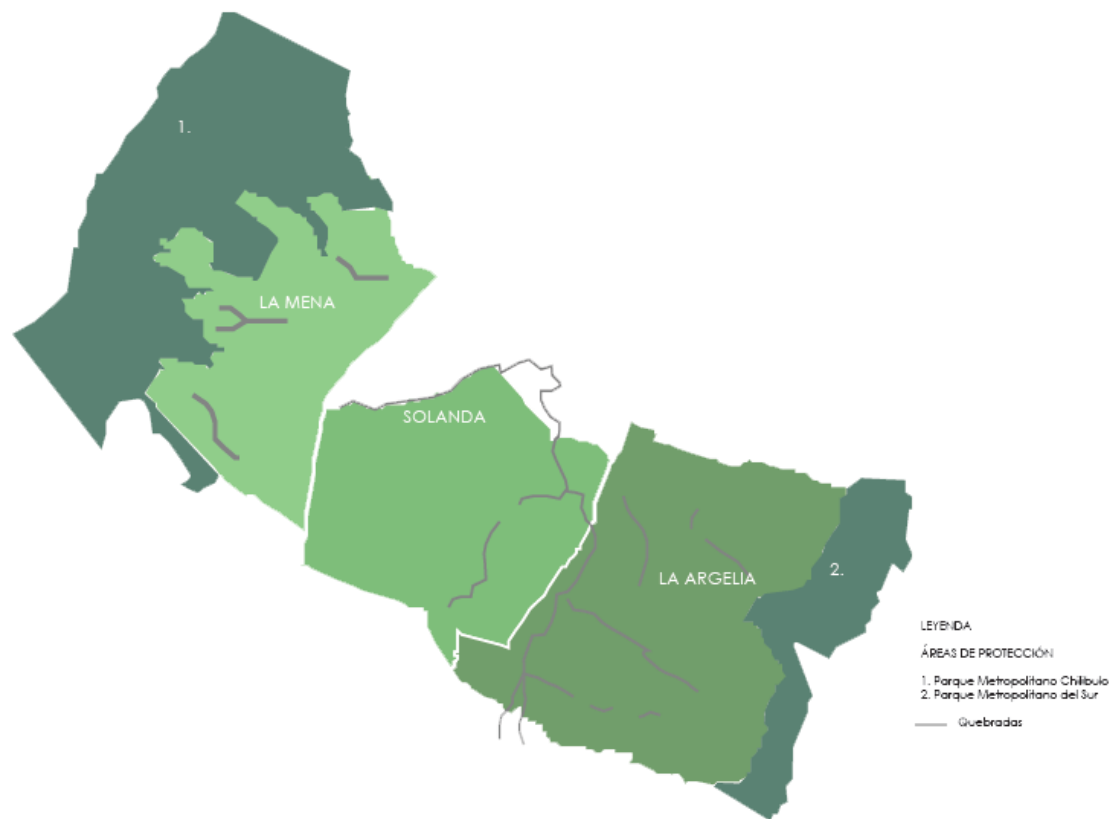 1.
LA MENA
SOLANDA
LA ARGELIA
2.
LEYENDA
ÁREAS DE PROTECCIÓN
1. Parque Metropolitano Chilibulo
2. Parque Metropolitano del Sur
Quebradas